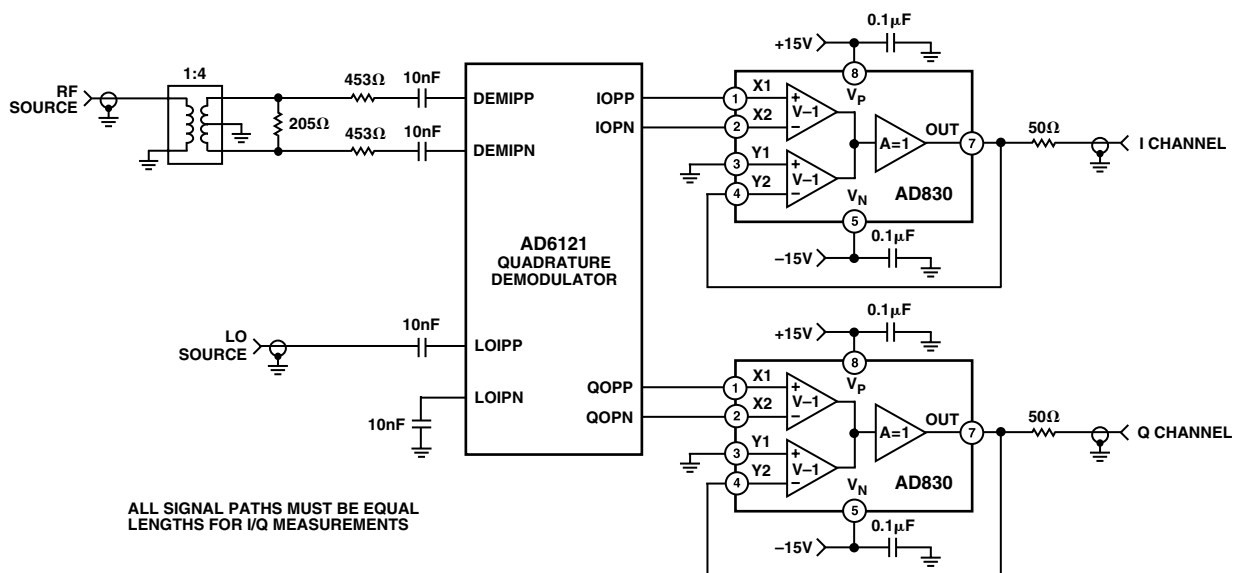 0.1μF
+15V
8
VP
1:4
RF
SOURCE
453Ω
10nF
205Ω
453Ω
10nF
DEMIPP
DEMIPN
IOPP
IOPN
1
X1
2
X2
3
Y1
4
Y2
+
V–1
–
+
V–1
–
A=1
OUT
7
50Ω
I CHANNEL
AD830
VN
5
0.1μF
–15V
AD6121
QUADRATURE
DEMODULATOR
LO
SOURCE
10nF
LOIPP
LOIPN
10nF
QOPP
QOPN
0.1μF
+15V
8
VP
1
X1
2
X2
3
Y1
4
Y2
+
V–1
–
+
V–1
–
A=1
OUT
7
50Ω
Q CHANNEL
AD830
VN
5
0.1μF
–15V
ALL SIGNAL PATHS MUST BE EQUAL
LENGTHS FOR I/Q MEASUREMENTS